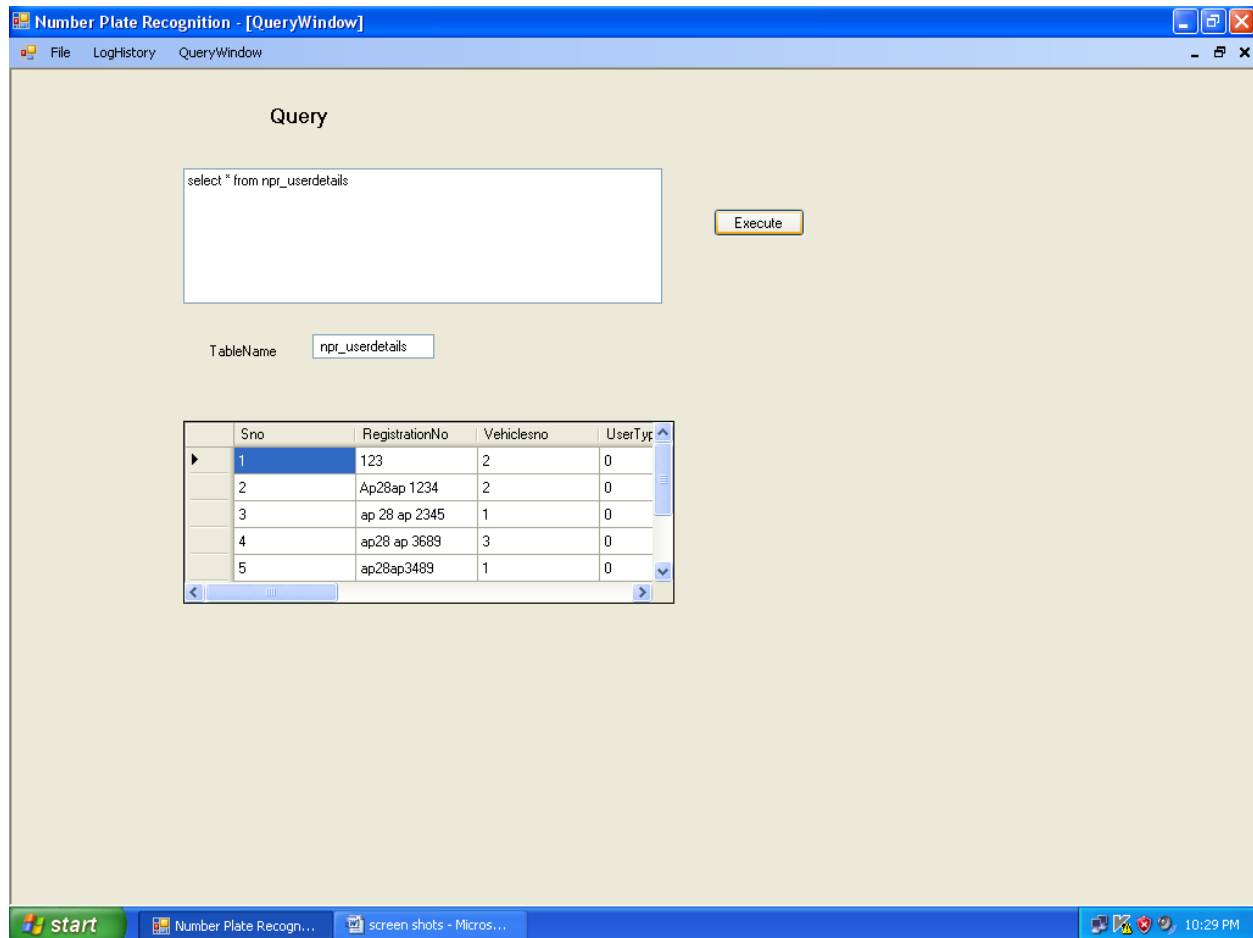 Number Plate Recognition - [QueryWindow]
File LogHistory QueryWindow
Query
select * from npr_userdetails
Execute
TableName npr_userdetails
Sno RegistrationNo Vehiclesno UserTyp
1 123 2 0
2 Ap28ap 1234 2 0
3 ap 28 ap 2345 1 0
4 ap28 ap 3689 3 0
5 ap28ap3489 1 0
start Number Plate Recogn... screen shots - Micros... 10:29 PM